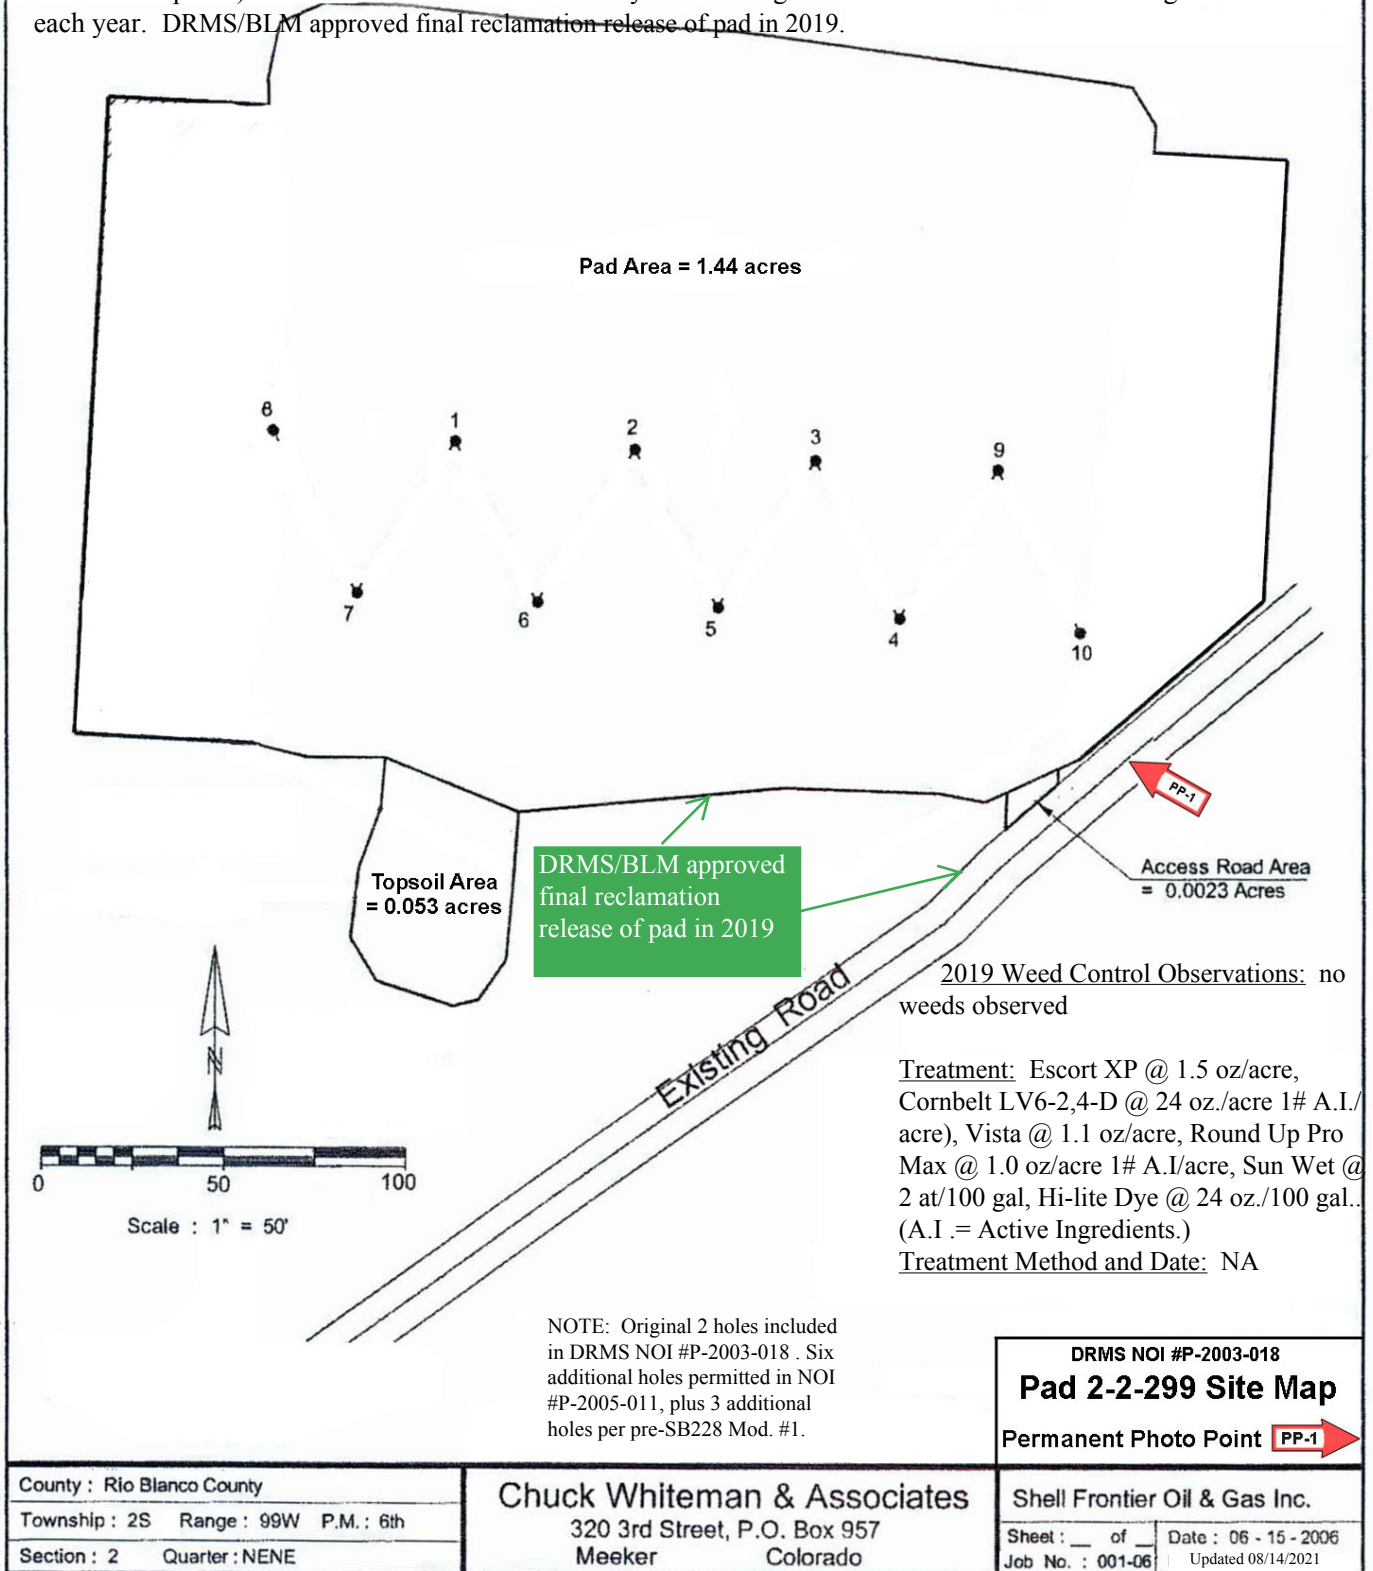 each year. DRMS/BLM approved final reclamation release of pad in 2019.
Pad Area = 1.44 acres
8
1
2
3
9
7
6
5
4
10
PP-1
DRMS/BLM approved
final reclamation
release of pad in 2019
Topsoil Area
= 0.053 acres
Access Road Area
= 0.0023 Acres
Existing Road
2019 Weed Control Observations: no
weeds observed
Treatment: Escort XP @ 1.5 oz/acre,
Cornbelt LV6-2,4-D @ 24 oz./acre 1# A.I./
acre), Vista @ 1.1 oz/acre, Round Up Pro
Max @ 1.0 oz/acre 1# A.I/acre, Sun Wet @
2 at/100 gal, Hi-lite Dye @ 24 oz./100 gal..
(A.I .= Active Ingredients.)
Treatment Method and Date: NA
N
0 50 100
Scale : 1" = 50'
NOTE: Original 2 holes included
in DRMS NOI #P-2003-018 . Six
additional holes permitted in NOI
#P-2005-011, plus 3 additional
holes per pre-SB228 Mod. #1.
DRMS NOI #P-2003-018
Pad 2-2-299 Site Map
Permanent Photo Point PP-1
County : Rio Blanco County
Township : 2S Range : 99W P.M.: 6th
Section : 2 Quarter : NENE
Chuck Whiteman & Associates
320 3rd Street, P.O. Box 957
Meeker Colorado
Shell Frontier Oil & Gas Inc.
Sheet : __ of __ Date : 06 - 15 - 2006
Job No. : 001-06 Updated 08/14/2021